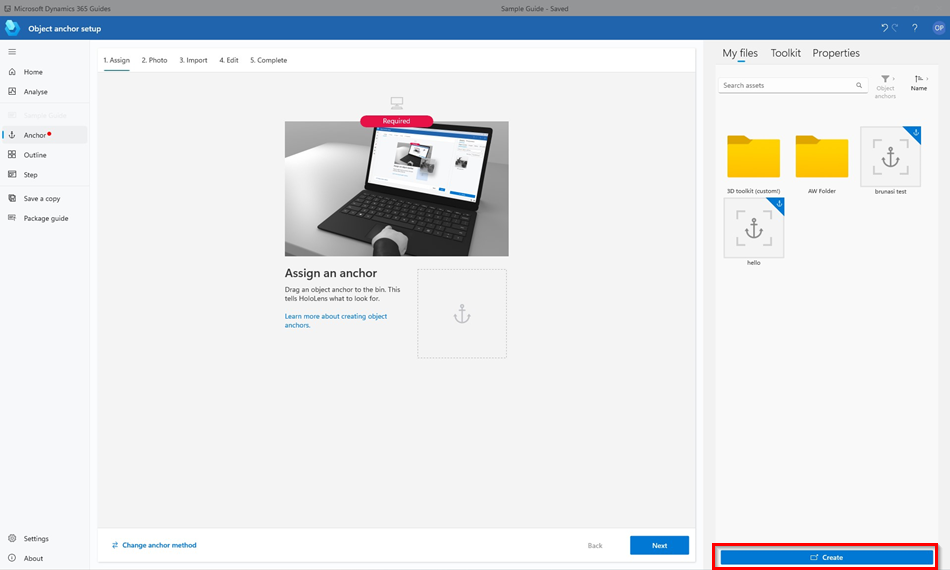 Microsoft Dynamics 365 Guides
Sample Guide - Saved
Object anchor setup
?
OP
Home
Analyse
Sample Guide
Anchor
Outline
Step
Save a copy
Package guide
Settings
About
1. Assign 2. Photo 3. Import 4. Edit 5. Complete
Required
Assign an anchor
Drag an object anchor to the bin. This
tells HoloLens what to look for.
Learn more about creating object
anchors.
Change anchor method
Back
Next
My files Toolkit Properties
Search assets
Object
anchors
Name
3D toolkit (custom!)
AW Folder
brunasi test
hello
Create